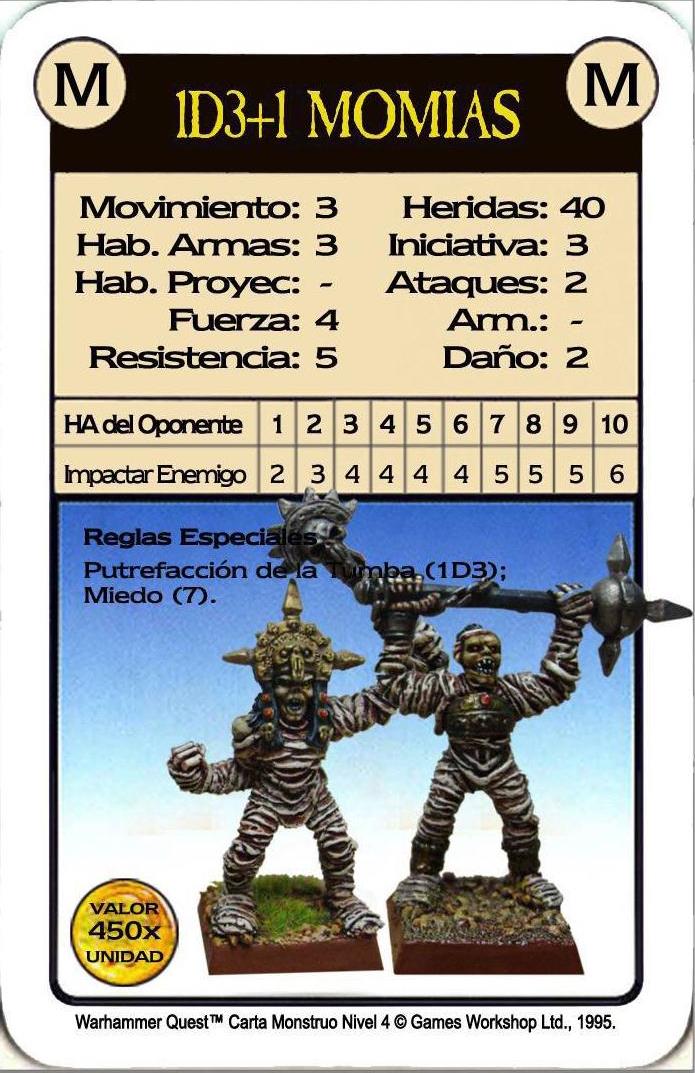 M M
1D3+1 MOMIAS
Movimiento: 3 Heridas: 40
Hab. Armas: 3 Iniciativa: 3
Hab. Proyec: - Ataques: 2
Fuerza: 4 Arm.: -
Resistencia: 5 Daño: 2
HA del Oponente 1 2 3 4 5 6 7 8 9 10
Impactar Enemigo 2 3 4 4 4 4 5 5 5 6
Reglas Especiales
Putrefacción de la Tumba (1D3);
Miedo (7).
VALOR
450x
UNIDAD
Warhammer Quest™ Carta Monstruo Nivel 4 © Games Workshop Ltd., 1995.